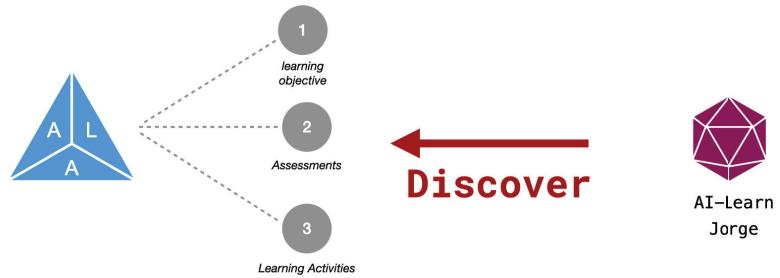 1
learning
objective
A L
A
2
Assessments
3
Learning Activities
Discover
AI-Learn
Jorge